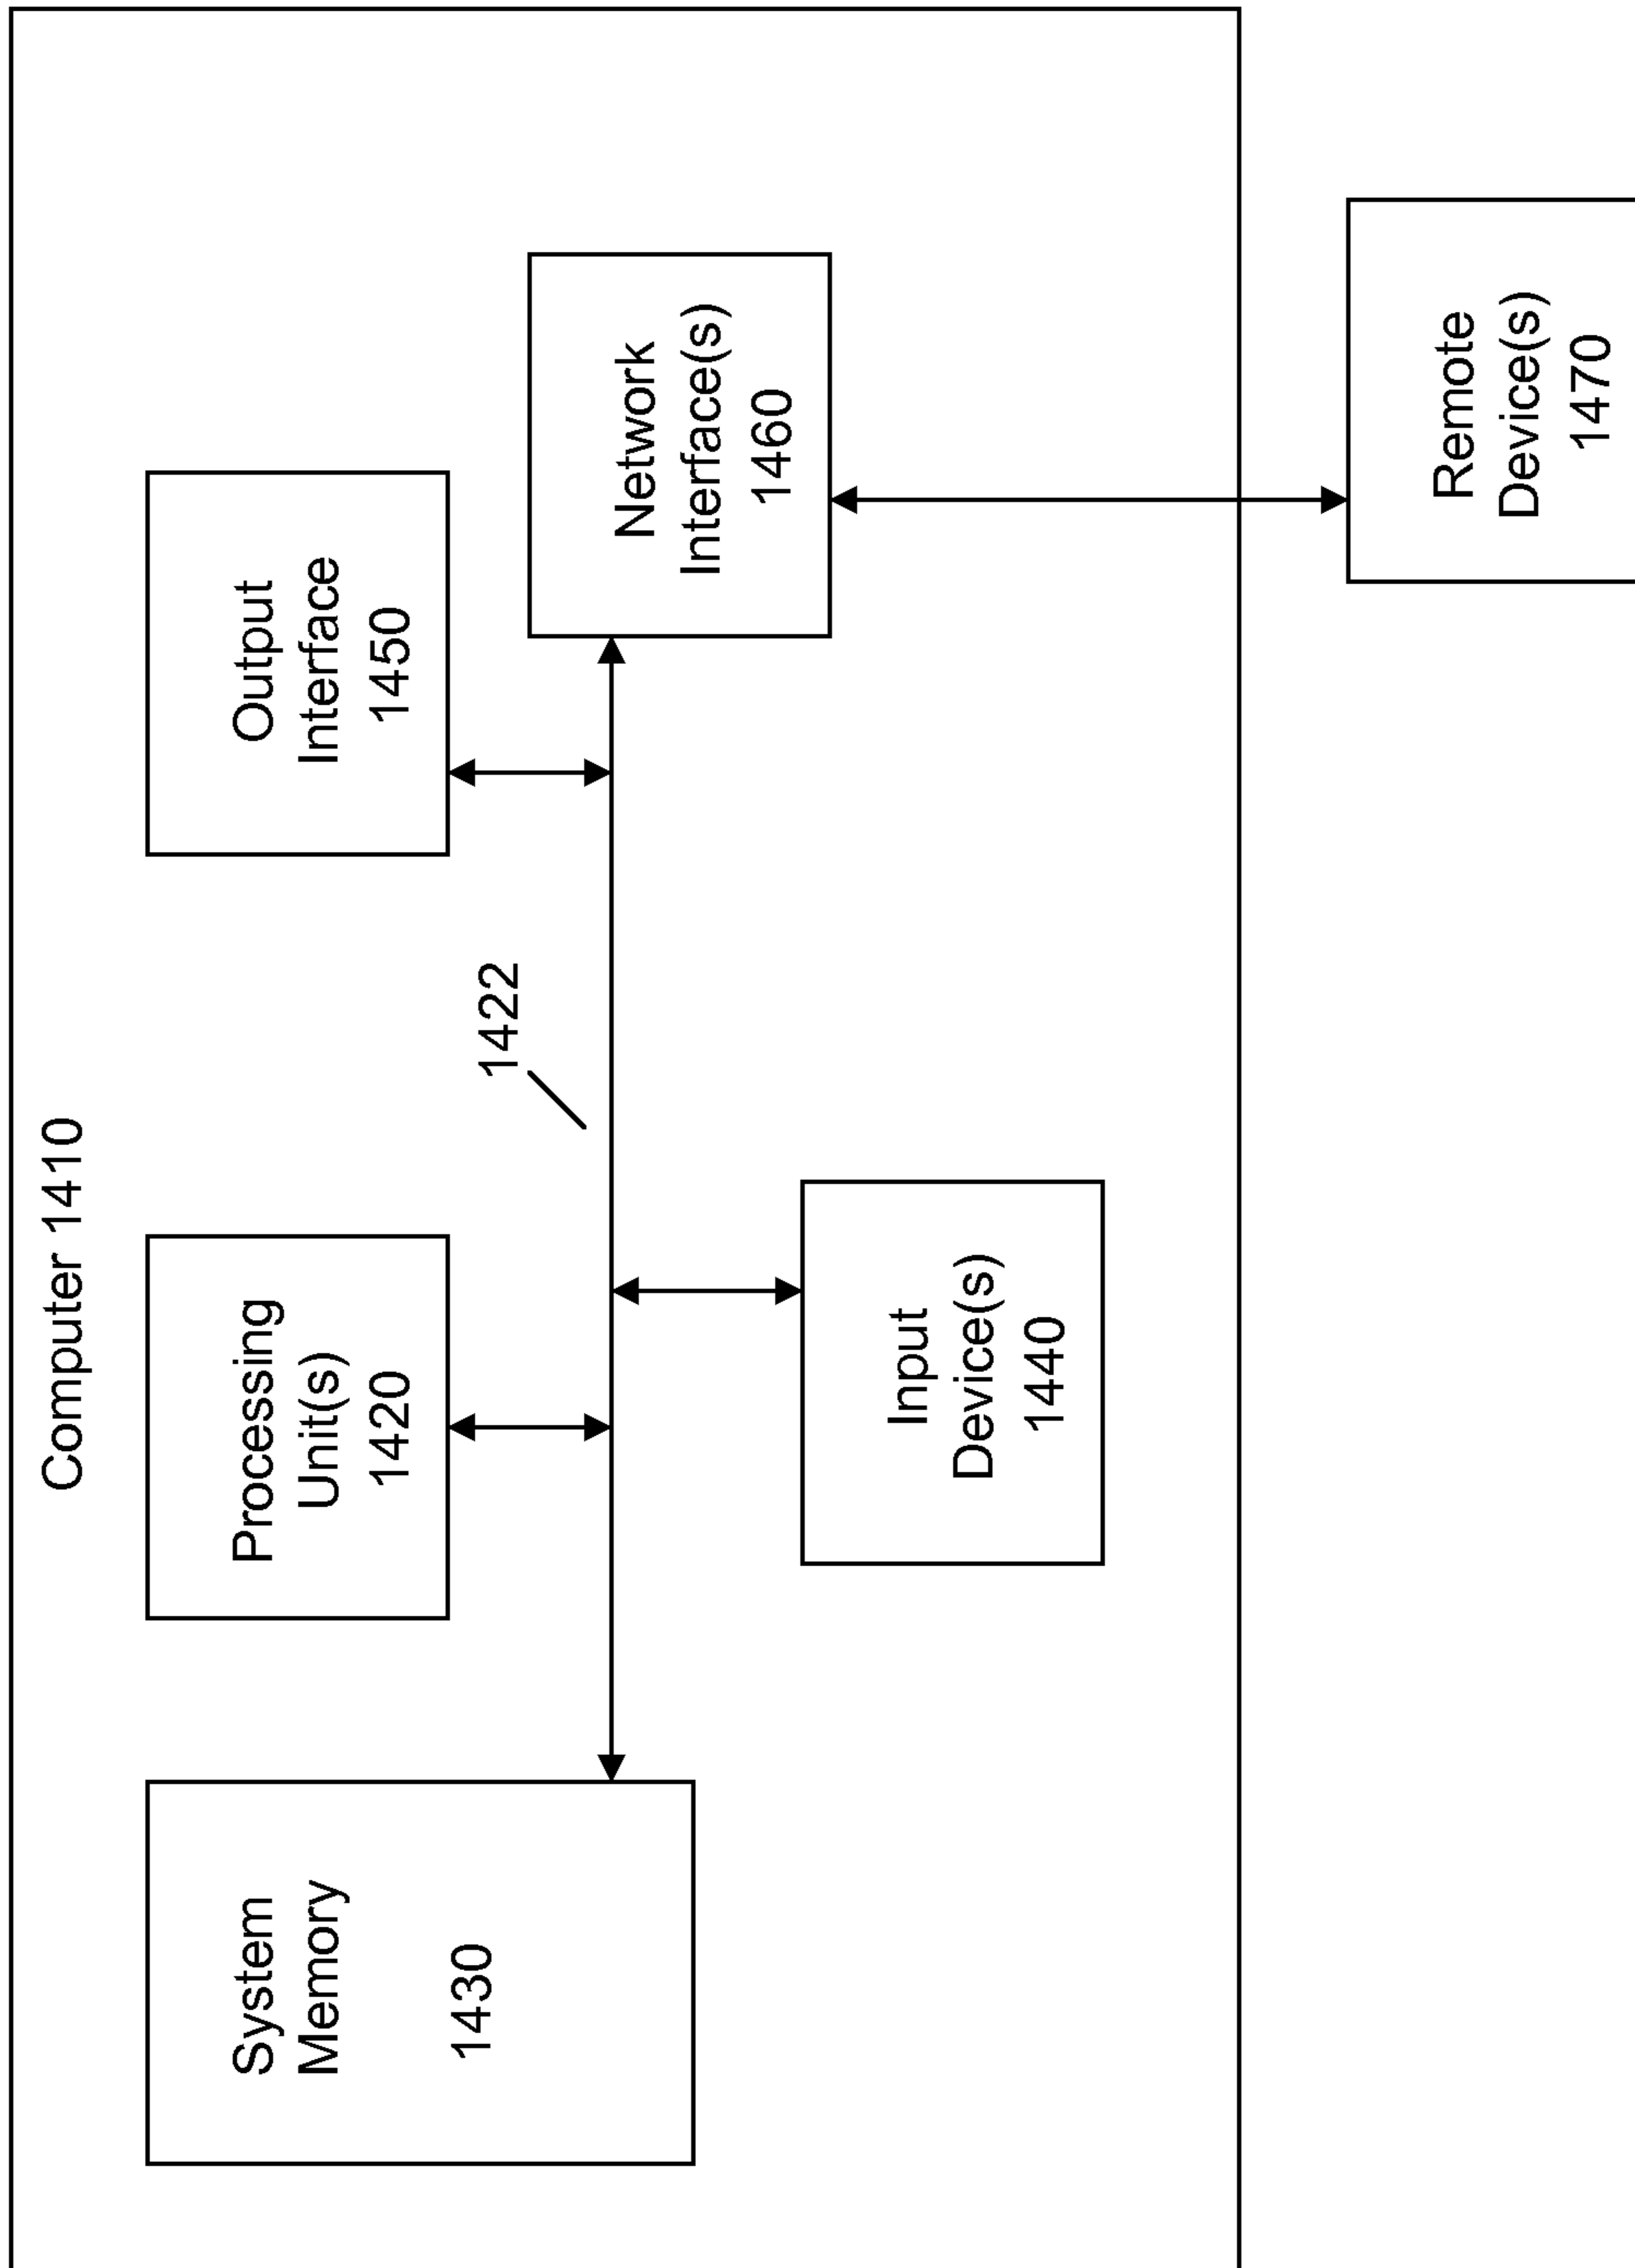 Computer 1410
System
Memory
1430
Processing
Unit(s)
1420
Output
Interface
1450
1422
Network
Interface(s)
1460
Input
Device(s)
1440
Remote
Device(s)
1470